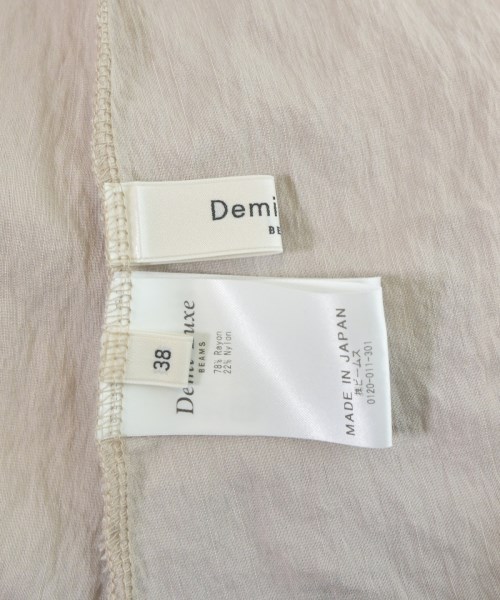 Demi
BE
Demi Luxe
BEAMS
38
78% Rayon
22% Nylon
MADE IN JAPAN
㈱ビームス
0120-011-301